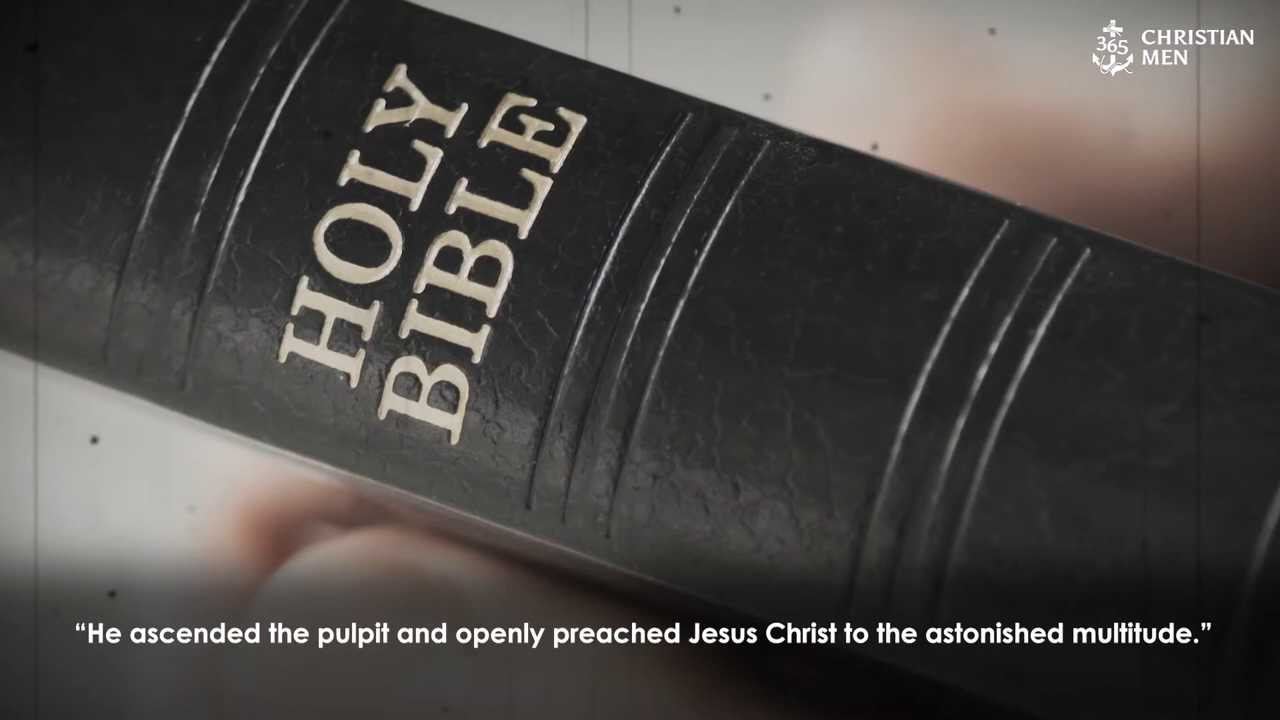 365
CHRISTIAN
MEN
HOLY
BIBLE
“He ascended the pulpit and openly preached Jesus Christ to the astonished multitude.”